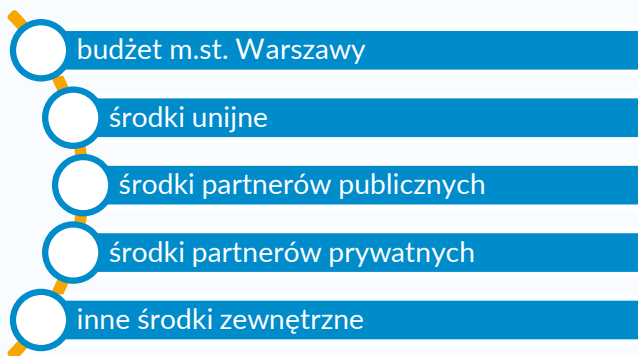 budżet m.st. Warszawy
środki unijne
środki partnerów publicznych
środki partnerów prywatnych
inne środki zewnętrzne